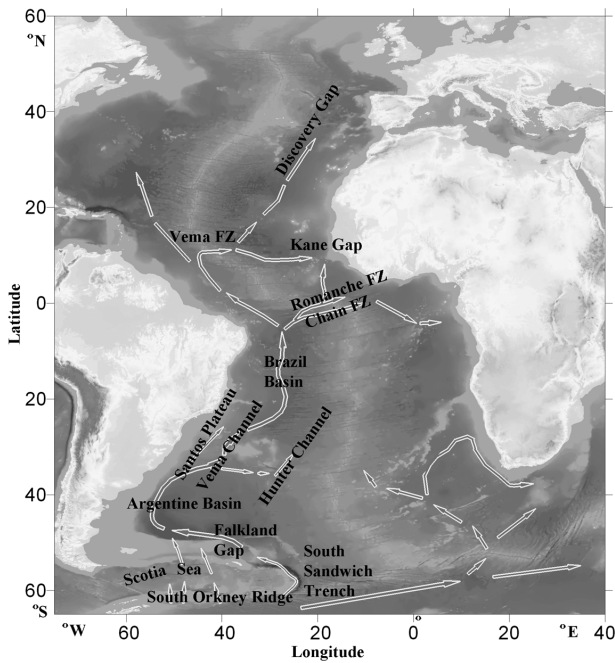 60
°N
40
20
0
20
40
60
°S
Latitude
Discovery Gap
Vema FZ
Kane Gap
Romanche FZ
Chain FZ
Brazil
Basin
Santos Plateau
Vema Channel
Hunter Channel
Argentine Basin
Falkland
Gap
South
Sandwich
Trench
Scotia Sea
South Orkney Ridge
°W 60 40 20 0 ° 20 °E 40
Longitude